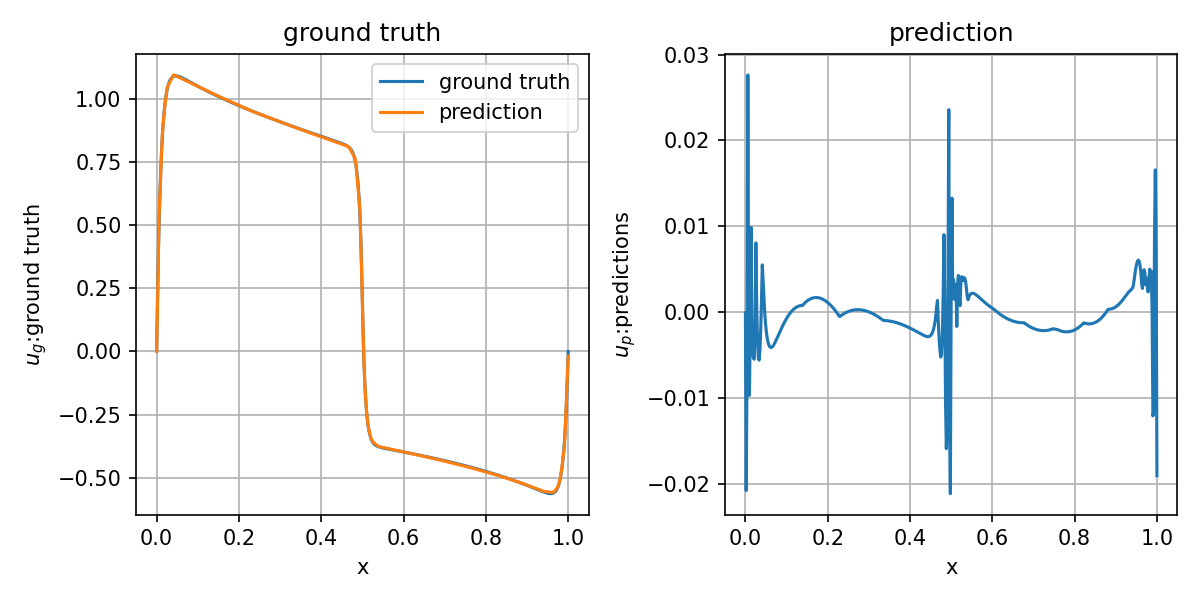 ground truth
ground truth
prediction
1.00
0.75
0.50
0.25
0.00
−0.25
−0.50
u_g:ground truth
0.0 0.2 0.4 0.6 0.8 1.0
x
prediction
0.03
0.02
0.01
0.00
−0.01
−0.02
u_p:predictions
0.0 0.2 0.4 0.6 0.8 1.0
x